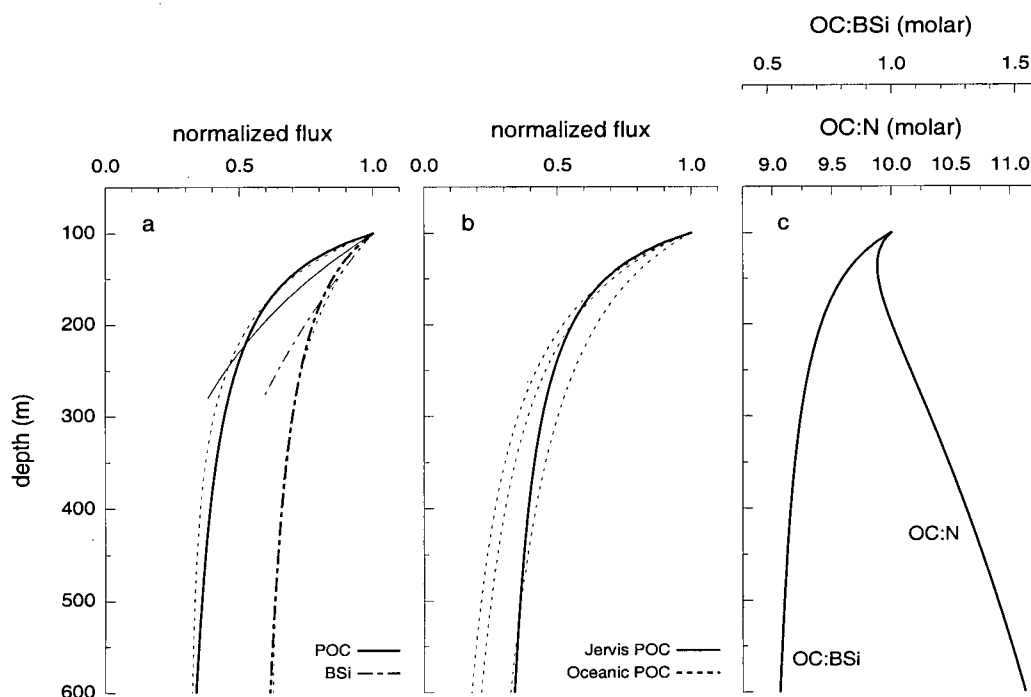 OC:BSi (molar)
0.5 1.0 1.5
normalized flux normalized flux OC:N (molar)
0.0 0.5 1.0 0.0 0.5 1.0 9.0 9.5 10.0 10.5 11.0
a b c
100
200
300
400
500
600
depth (m)
OC:N
POC
BSi
Jervis POC
Oceanic POC
OC:BSi